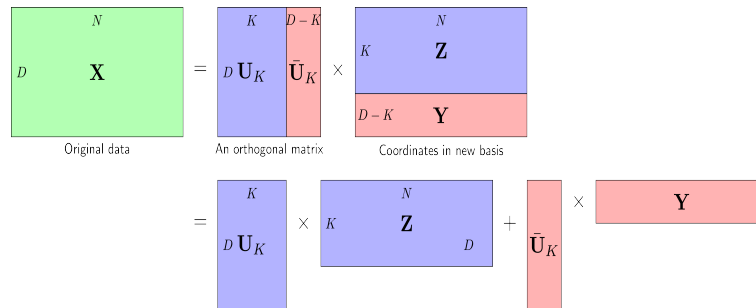 N K D − K N
D X = D U_K Ū_K × K Z
D − K Y
Original data An orthogonal matrix Coordinates in new basis
K N
= D U_K × K Z D + Ū_K × Y